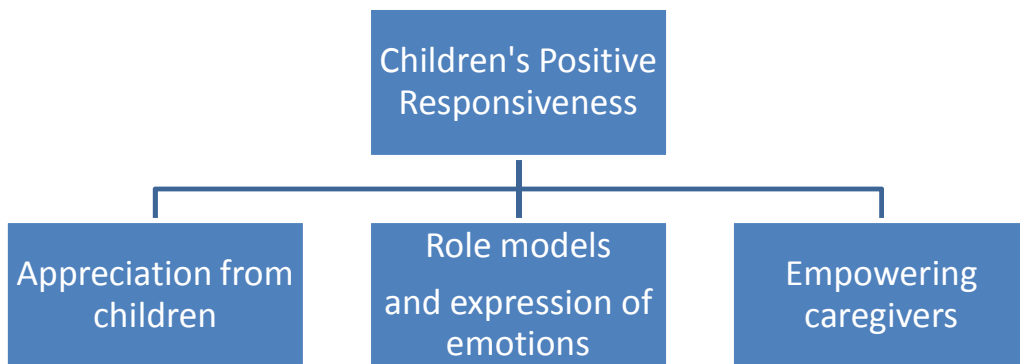 Children's Positive
Responsiveness
Appreciation from
children
Role models
and expression of
emotions
Empowering
caregivers